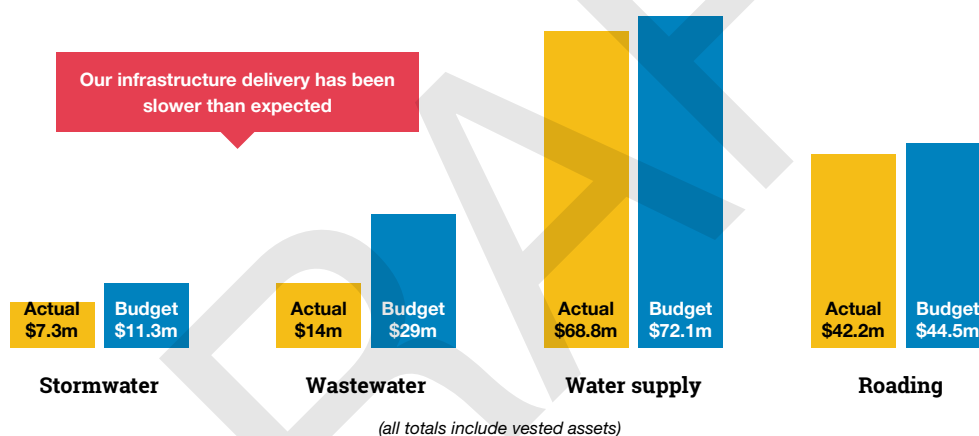 Our infrastructure delivery has been
slower than expected
Actual
$7.3m
Budget
$11.3m
Actual
$14m
Budget
$29m
Actual
$68.8m
Budget
$72.1m
Actual
$42.2m
Budget
$44.5m
Stormwater
Wastewater
Water supply
Roading
(all totals include vested assets)